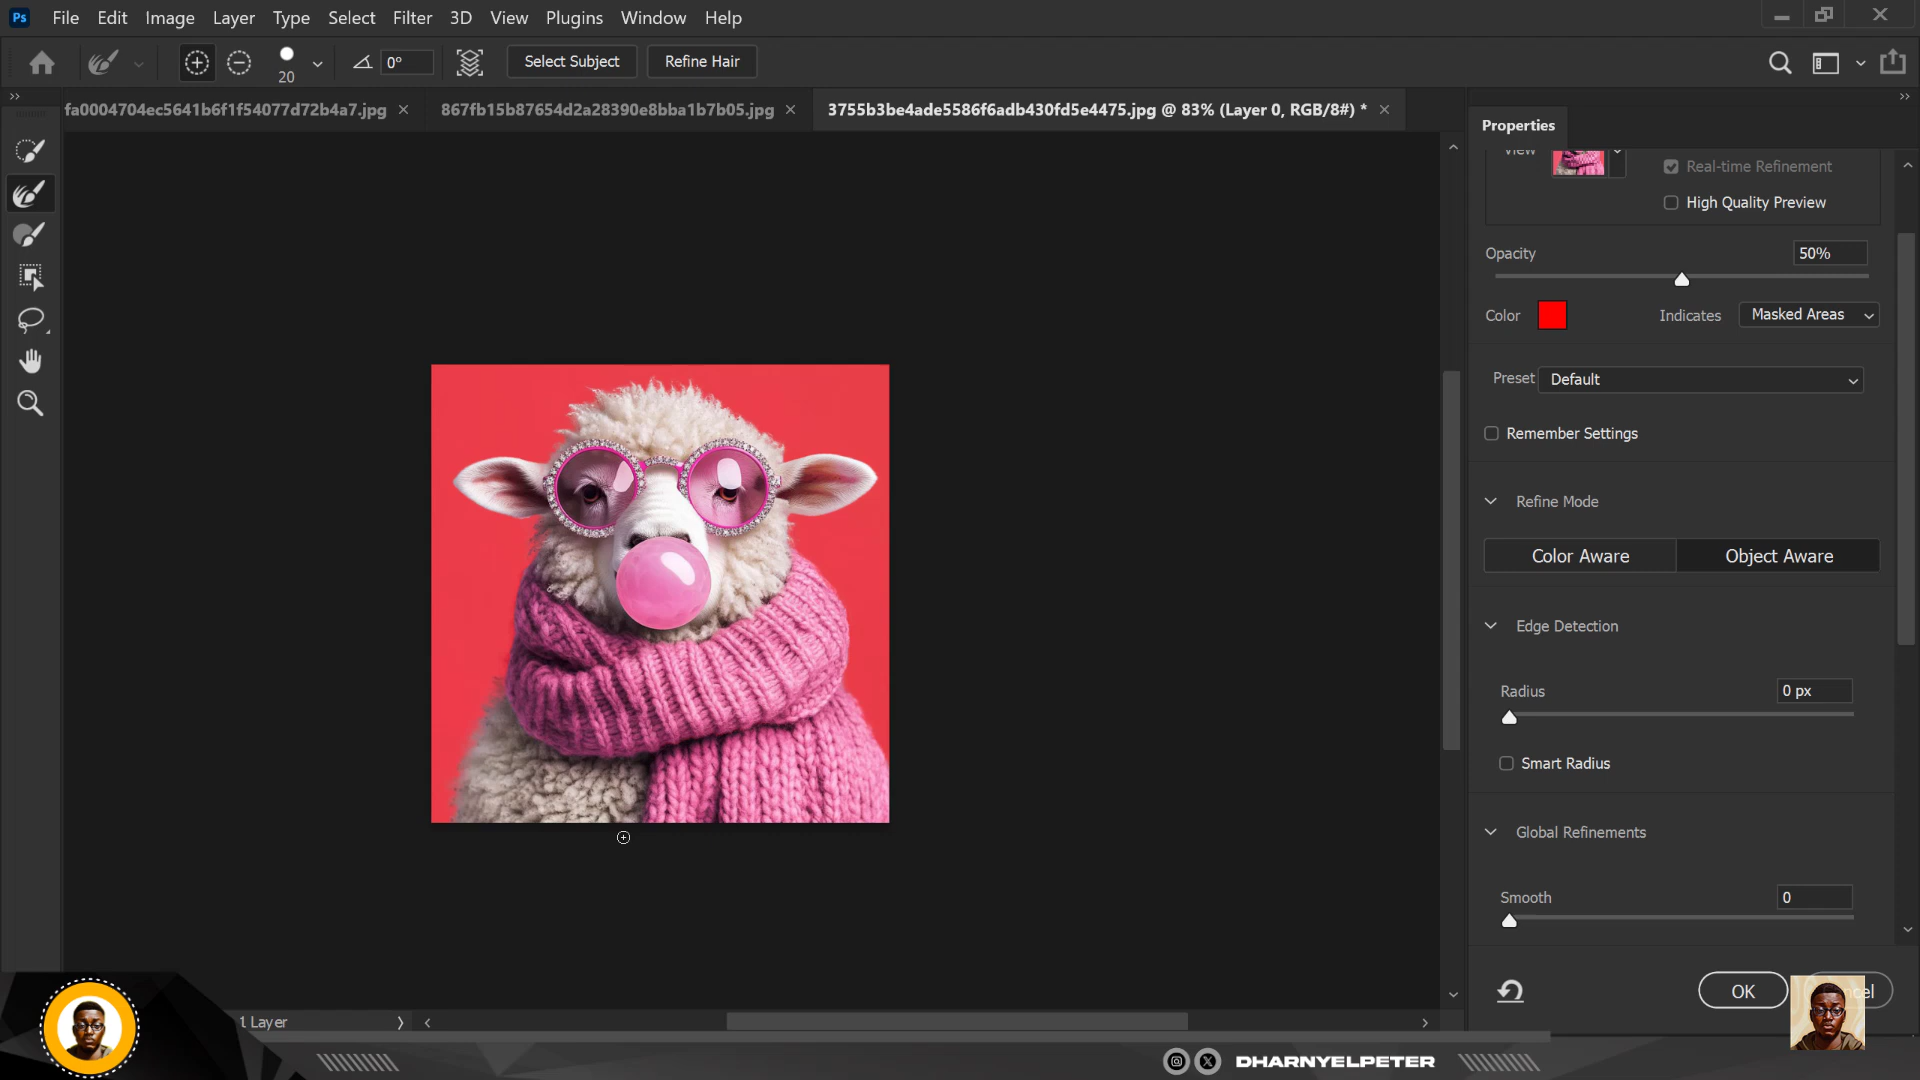 Ps File Edit Image Layer Type Select Filter 3D View Plugins Window Help
20 0° Select Subject Refine Hair
fa0004704ec5641b6f1f54077d72b4a7.jpg × 867fb15b87654d2a28390e8bba1b7b05.jpg × 3755b3be4ade5586f6adb430fd5e4475.jpg @ 83% (Layer 0, RGB/8#) * ×
Properties
View
Real-time Refinement
High Quality Preview
Opacity 50%
Color Indicates Masked Areas
Preset Default
Remember Settings
Refine Mode
Color Aware Object Aware
Edge Detection
Radius 0 px
Smart Radius
Global Refinements
Smooth 0
OK
1 Layer
DHARNYELPETER